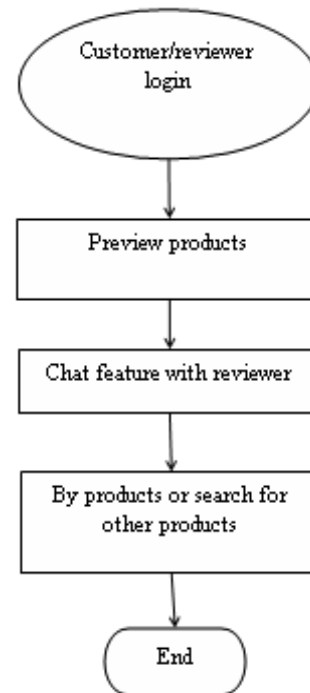 Customer/reviewer
login
Preview products
Chat feature with reviewer
By products or search for
other products
End